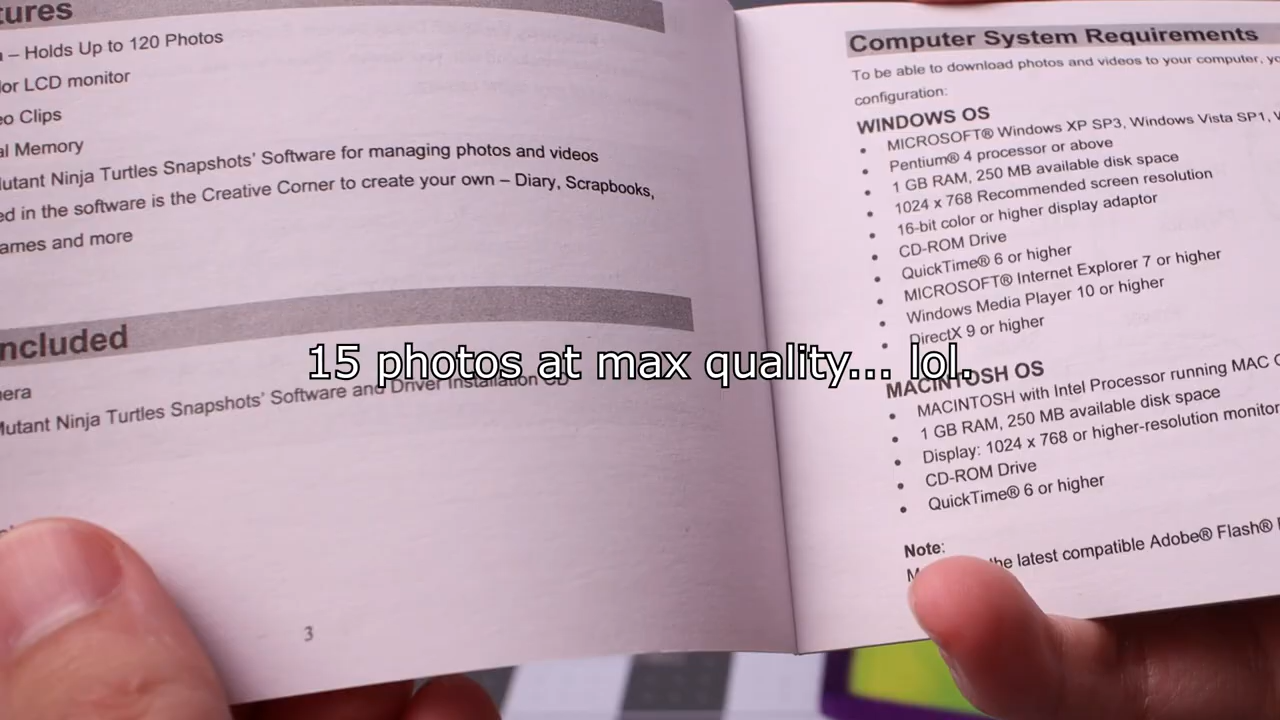 tures
– Holds Up to 120 Photos
lor LCD monitor
eo Clips
al Memory
Mutant Ninja Turtles Snapshots' Software for managing photos and videos
ed in the software is the Creative Corner to create your own – Diary, Scrapbooks,
ames and more
ncluded
mera
Mutant Ninja Turtles Snapshots' Software and Driver Installation CD
3
Computer System Requirements
To be able to download photos and videos to your computer, yo
configuration:
WINDOWS OS
• MICROSOFT® Windows XP SP3, Windows Vista SP1, W
• Pentium® 4 processor or above
• 1 GB RAM, 250 MB available disk space
• 1024 x 768 Recommended screen resolution
• 16-bit color or higher display adaptor
• CD-ROM Drive
• QuickTime® 6 or higher
• MICROSOFT® Internet Explorer 7 or higher
• Windows Media Player 10 or higher
• DirectX 9 or higher
MACINTOSH OS
• MACINTOSH with Intel Processor running MAC O
• 1 GB RAM, 250 MB available disk space
• Display: 1024 x 768 or higher-resolution monitor
• CD-ROM Drive
• QuickTime® 6 or higher
Note:
the latest compatible Adobe® Flash®
15 photos at max quality... lol.